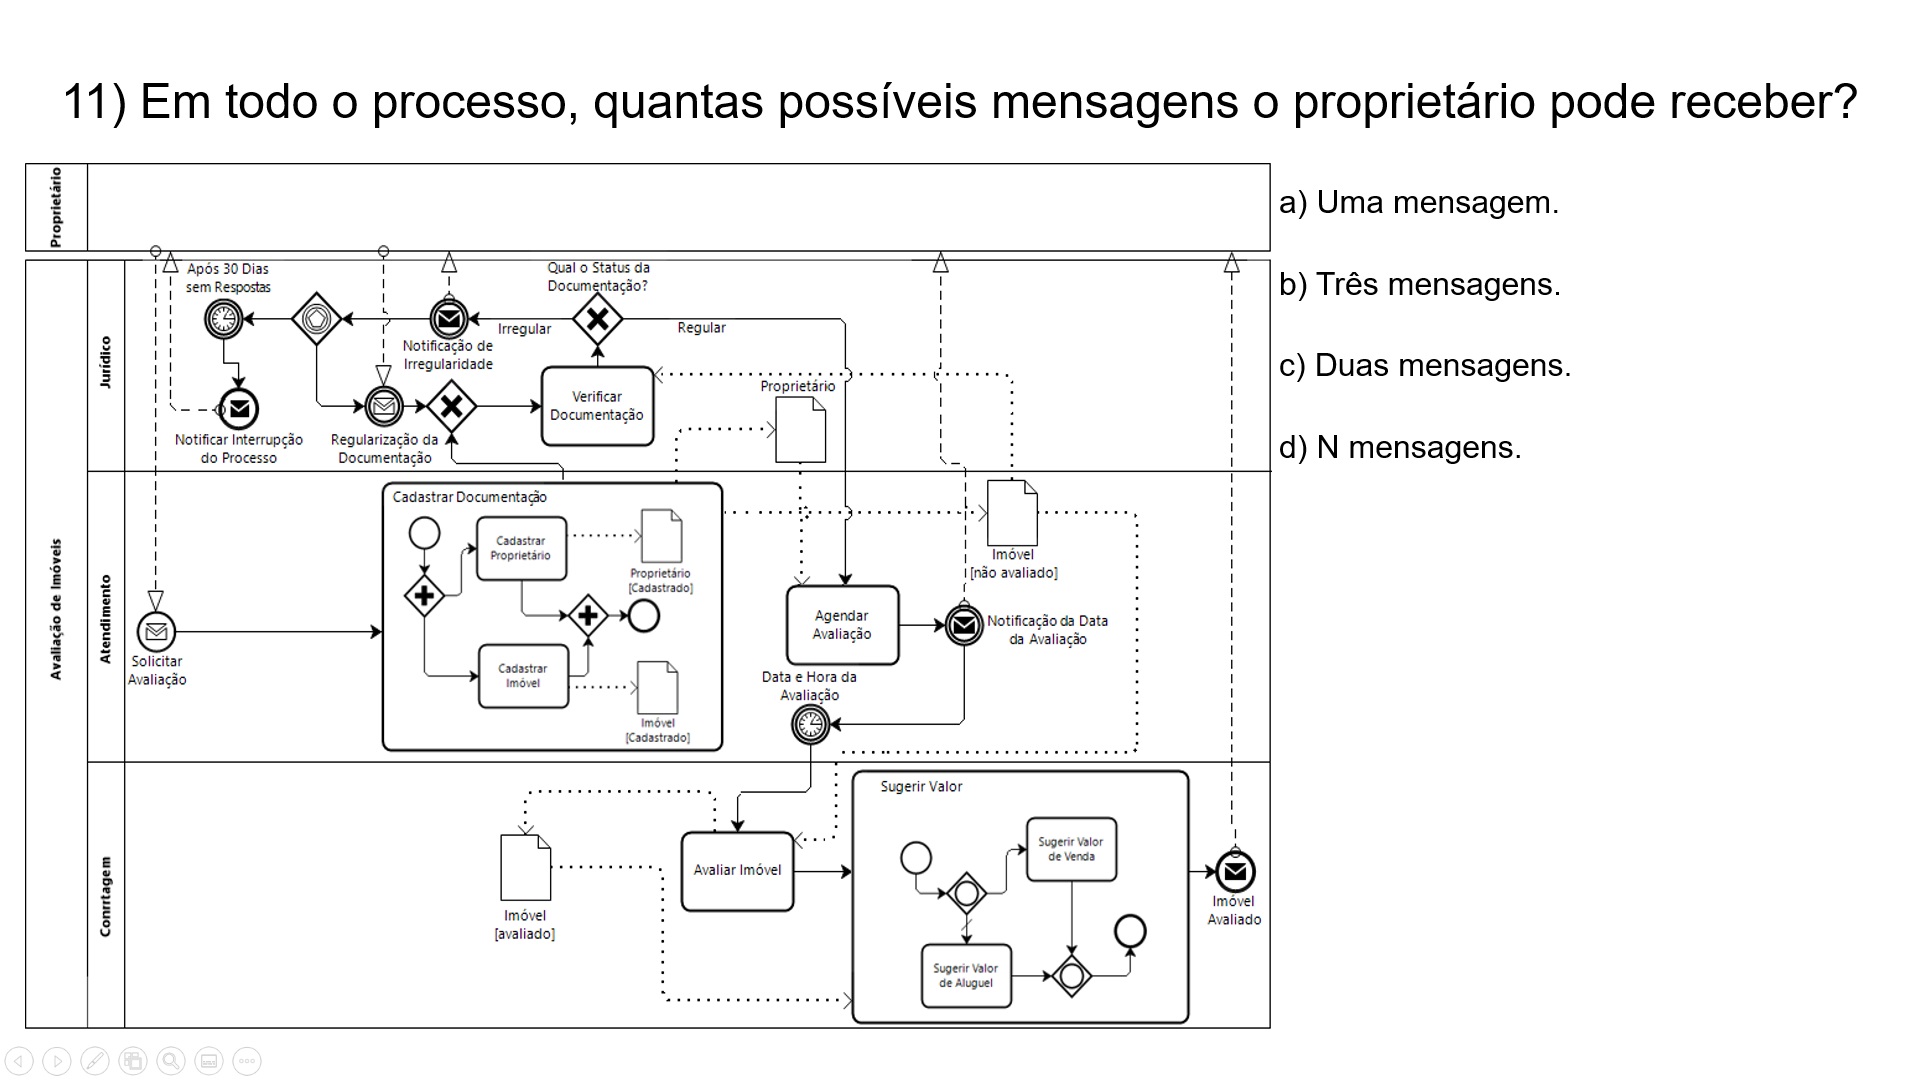 11) Em todo o processo, quantas possíveis mensagens o proprietário pode receber?
a) Uma mensagem.
b) Três mensagens.
c) Duas mensagens.
d) N mensagens.
Proprietário
Avaliação de Imóveis
Jurídico
Após 30 Dias
sem Respostas
Notificar Interrupção
do Processo
Notificação de
Irregularidade
Regularização da
Documentação
Irregular
Qual o Status da
Documentação?
Regular
Verificar
Documentação
Proprietário
Atendimento
Solicitar
Avaliação
Cadastrar Documentação
Cadastrar
Proprietário
Proprietário
[Cadastrado]
Cadastrar
Imóvel
Imóvel
[Cadastrado]
Imóvel
[não avaliado]
Agendar
Avaliação
Notificação da Data
da Avaliação
Data e Hora da
Avaliação
Conrrtagem
Imóvel
[avaliado]
Avaliar Imóvel
Sugerir Valor
Sugerir Valor
de Venda
Sugerir Valor
de Aluguel
Imóvel
Avaliado